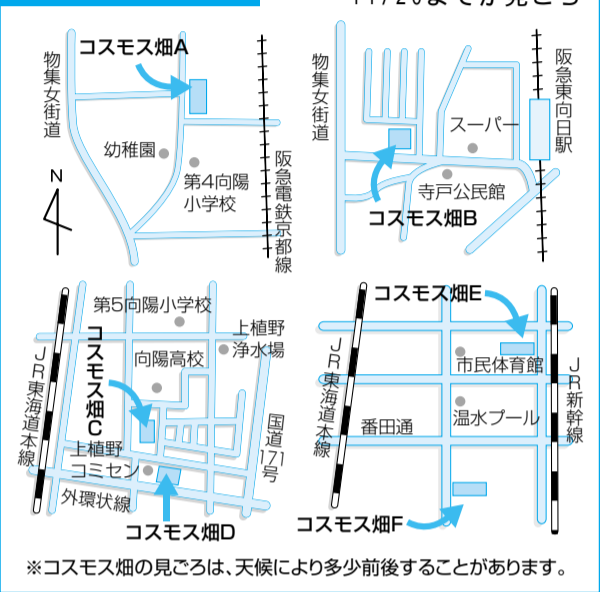 11/20までが見ごろ
コスモス畑A
物集女街道
幼稚園
第4向陽
小学校
阪急電鉄京都線
N
物集女街道
阪急東向日駅
スーパー
寺戸公民館
コスモス畑B
第5向陽小学校
上植野
浄水場
コスモス畑C
向陽高校
JR東海道本線
上植野
コミセン
国道171号
外環状線
コスモス畑D
コスモス畑E
市民体育館
JR東海道本線
JR新幹線
温水プール
番田通
コスモス畑F
※コスモス畑の見ごろは、天候により多少前後することがあります。